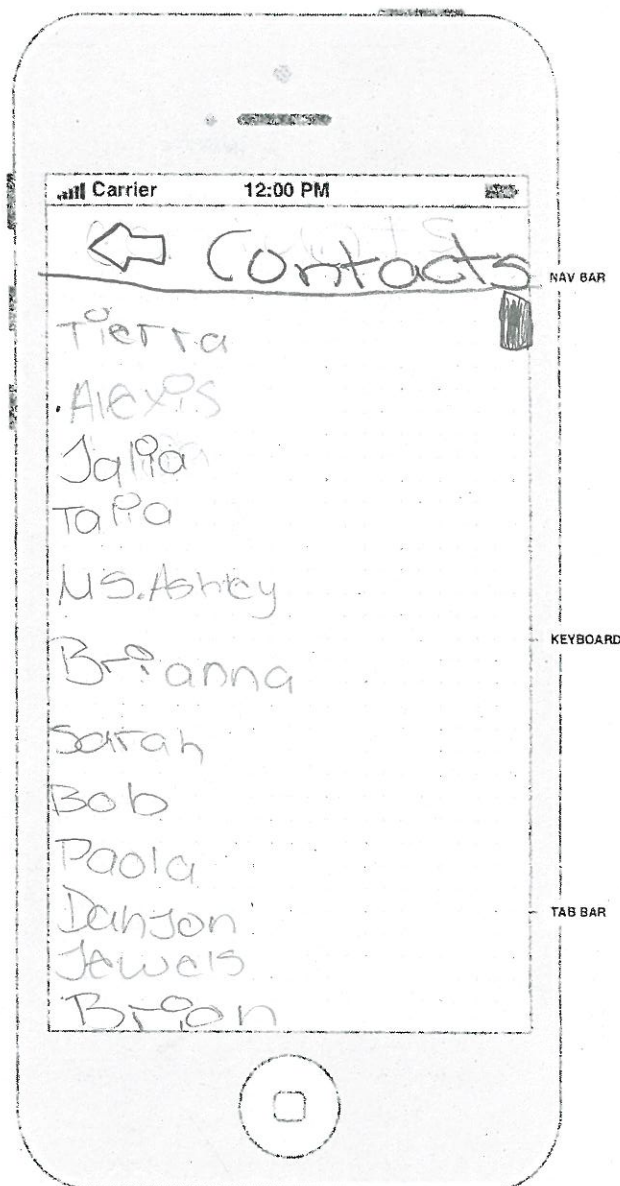 Carrier 12:00 PM
Contacts
NAV BAR
Tierra
Alexis
Jalia
Talia
MS. Ashley
KEYBOARD
Brianna
Sarah
Bob
Paola
Danjon
TAB BAR
Jewels
Brian